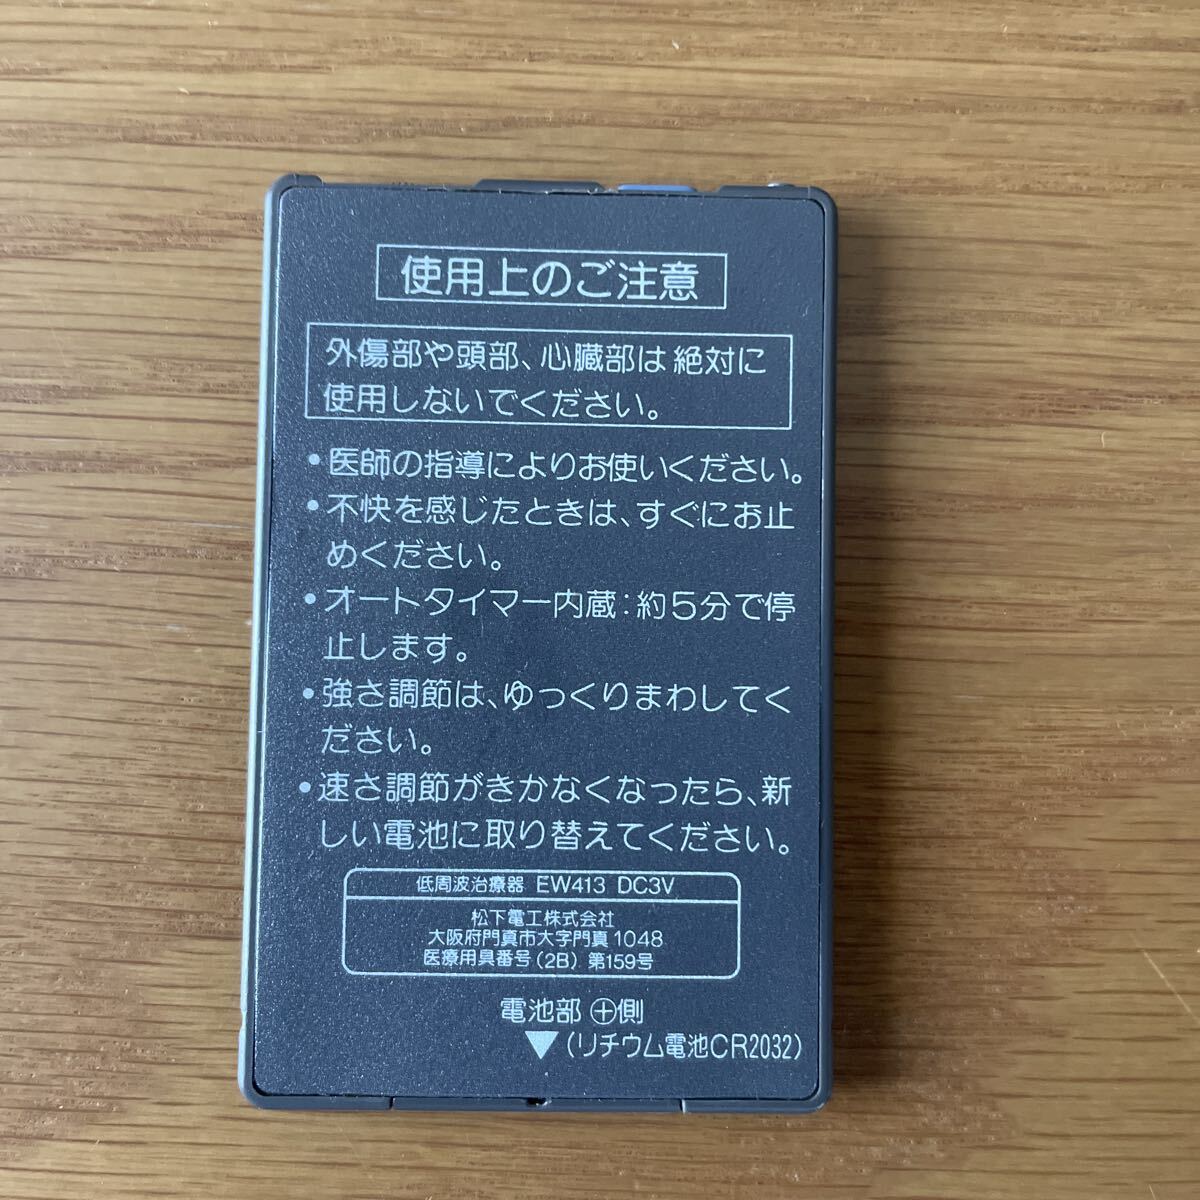 使用上のご注意
外傷部や頭部、心臓部は絶対に
使用しないでください。
・医師の指導によりお使いください。
・不快を感じたときは、すぐにお止
めください。
・オートタイマー内蔵：約5分で停
止します。
・強さ調節は、ゆっくりまわしてく
ださい。
・速さ調節がきかなくなったら、新
しい電池に取り替えてください。
低周波治療器 EW413 DC3V
松下電工株式会社
大阪府門真市大字門真1048
医療用具番号(2B) 第159号
電池部 ⊕側
▼(リチウム電池CR2032)